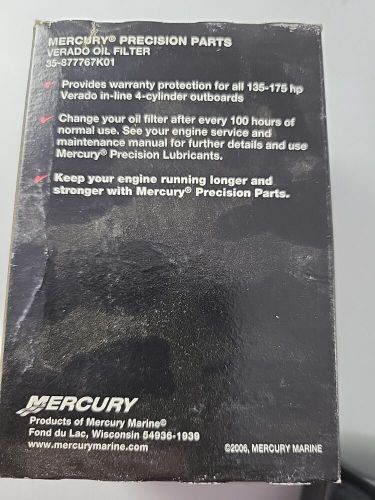 MERCURY® PRECISION PARTS
VERADO OIL FILTER
35-877767K01
Provides warranty protection for all 135-175 hp
Verado in-line 4-cylinder outboards
Change your oil filter after every 100 hours of
normal use. See your engine service and
maintenance manual for further details and use
Mercury® Precision Lubricants.
Keep your engine running longer and
stronger with Mercury® Precision Parts.
MERCURY
Products of Mercury Marine®
Fond du Lac, Wisconsin 54936-1939
www.mercurymarine.com
©2006, MERCURY MARINE